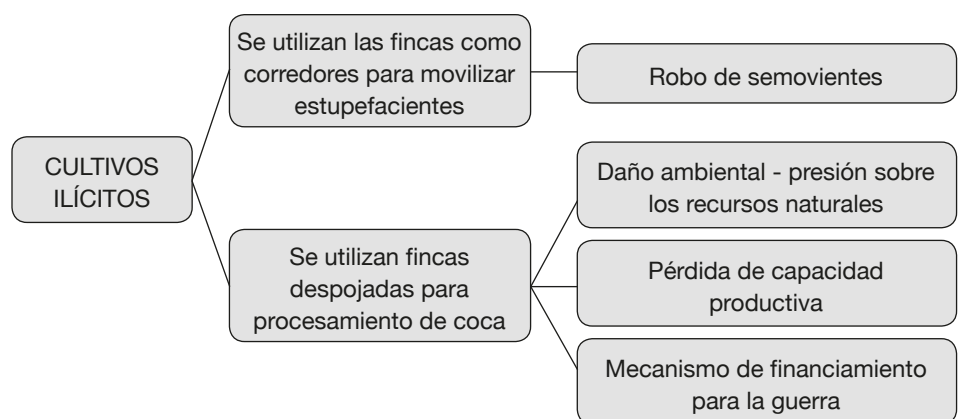 CULTIVOS
ILÍCITOS
Se utilizan las fincas como
corredores para movilizar
estupefacientes
Robo de semovientes
Se utilizan fincas
despojadas para
procesamiento de coca
Daño ambiental - presión sobre
los recursos naturales
Pérdida de capacidad
productiva
Mecanismo de financiamiento
para la guerra